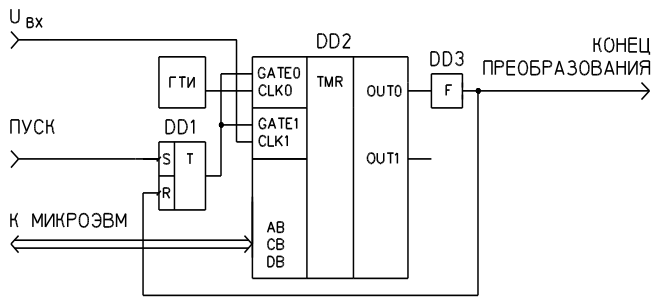 U ВХ
DD2
КОНЕЦ
ПРЕОБРАЗОВАНИЯ
DD3
ГТИ
GATE0
CLK0
TMR
OUT0
F
ПУСК
DD1
GATE1
CLK1
S
T
OUT1
R
К МИКРОЭВМ
AB
CB
DB